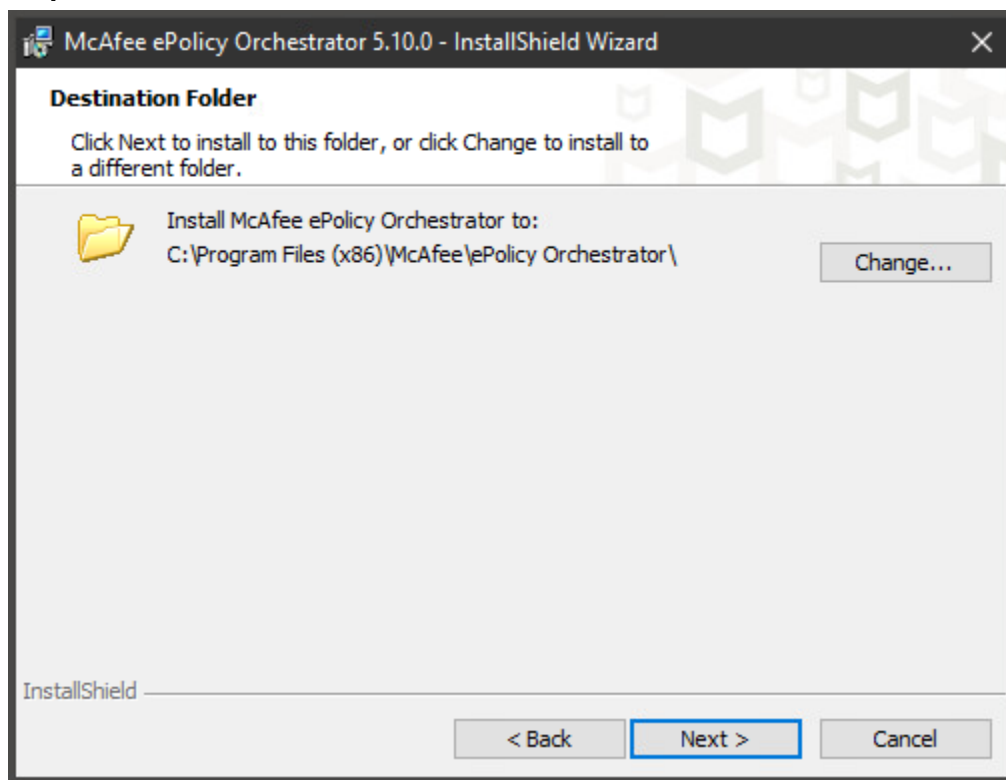 McAfee ePolicy Orchestrator 5.10.0 - InstallShield Wizard
Destination Folder
Click Next to install to this folder, or click Change to install to
a different folder.
Install McAfee ePolicy Orchestrator to:
C:\Program Files (x86)\McAfee\ePolicy Orchestrator\
Change...
InstallShield
< Back
Next >
Cancel